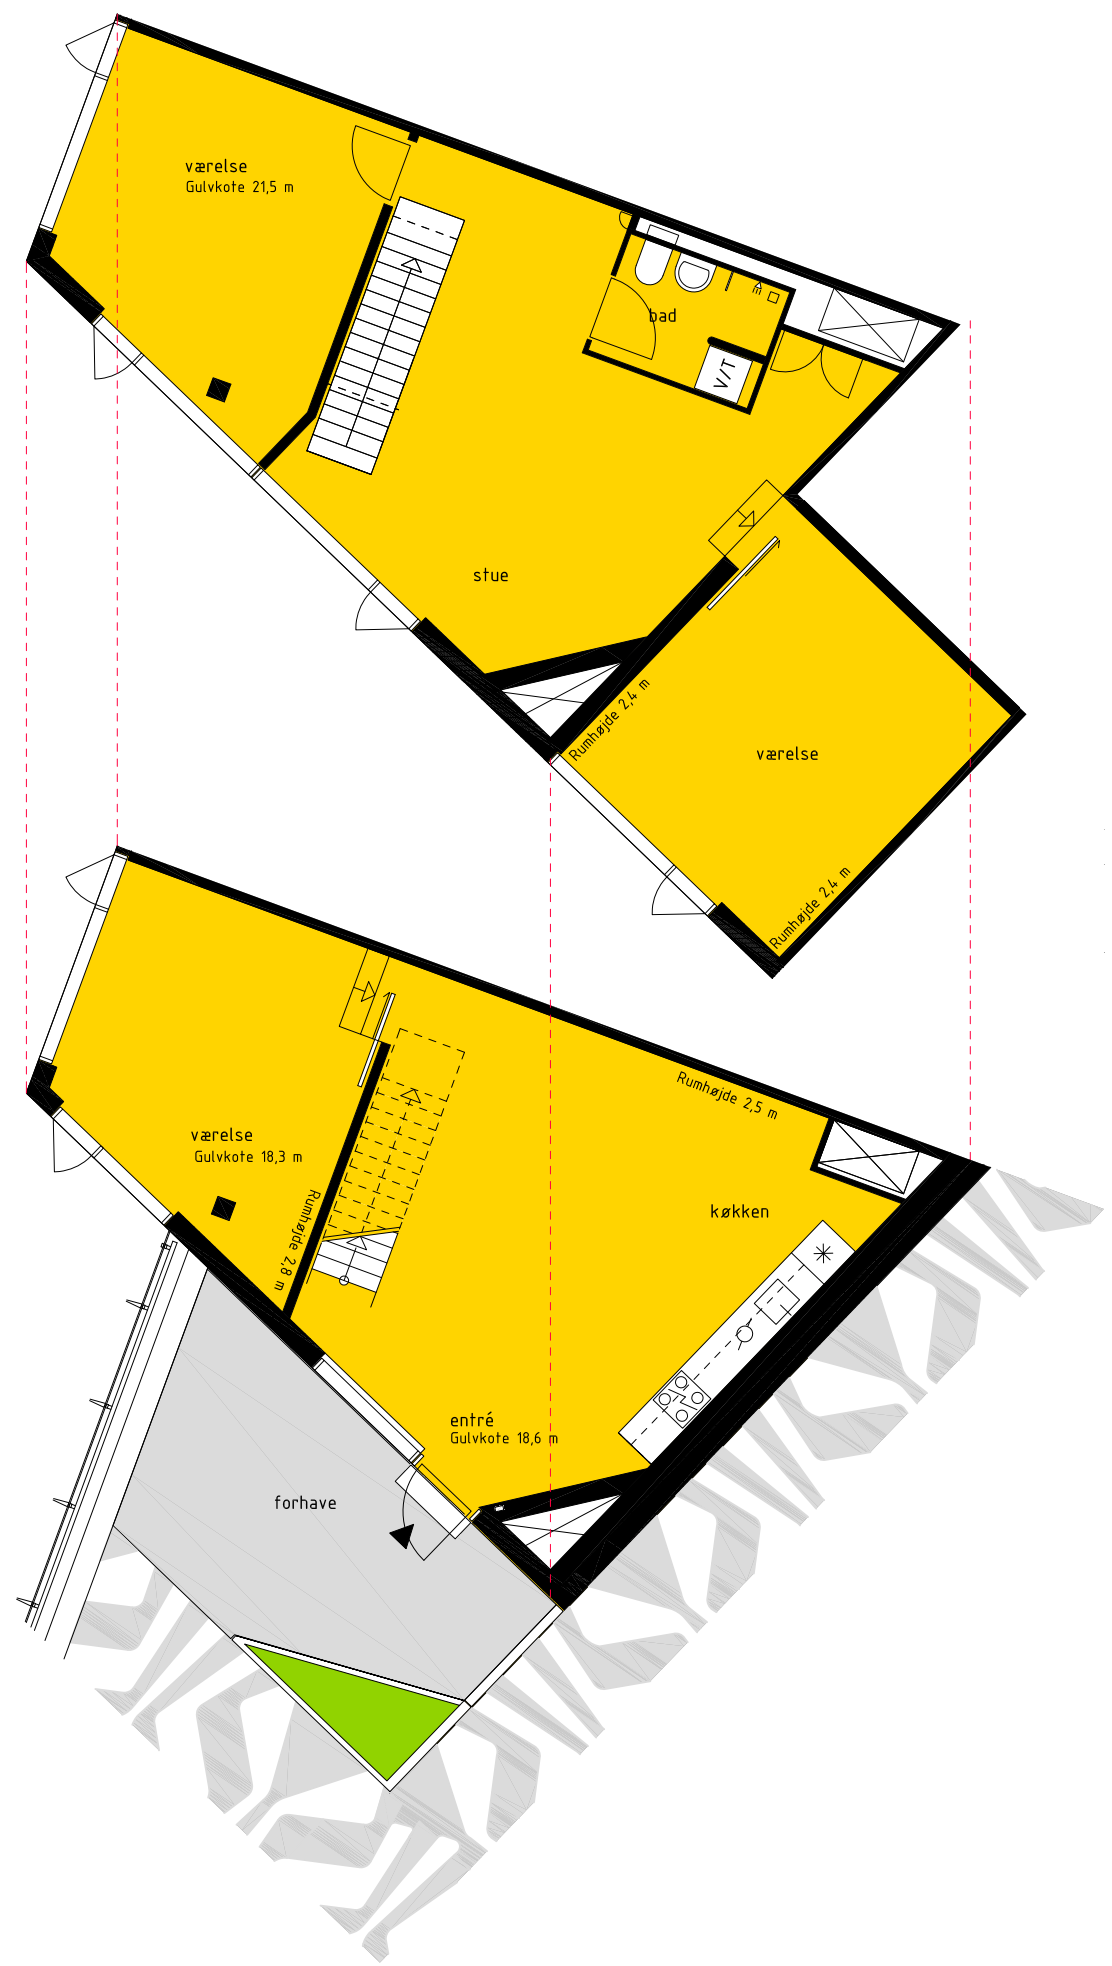 værelse
Gulvkote 21,5 m
bad
V/T
stue
Rumhøjde 2,4 m
værelse
Rumhøjde 2,4 m
Rumhøjde 2,5 m
værelse
Gulvkote 18,3 m
Rumhøjde 2,8 m
køkken
entré
Gulvkote 18,6 m
forhave